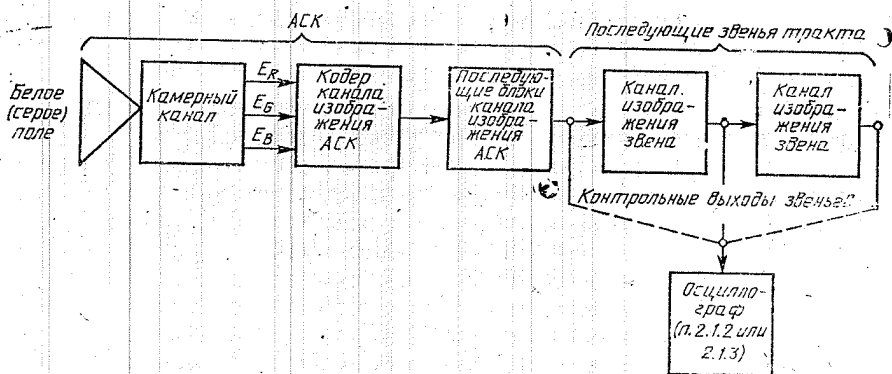 АСК
Последующие звенья тракта
Белое
(серое)
поле
Камерный
канал
E_R
E_G
E_B
Кодер
канала
изобра-
жения
АСК
Последую-
щие блоки
канала
изобра-
жения
АСК
Канал
изобра-
жения
звена
Канал
изобра-
жения
звена
Контрольные выходы звеньев
Осцилло-
граф
(п. 2.1.2 или
2.1.3)